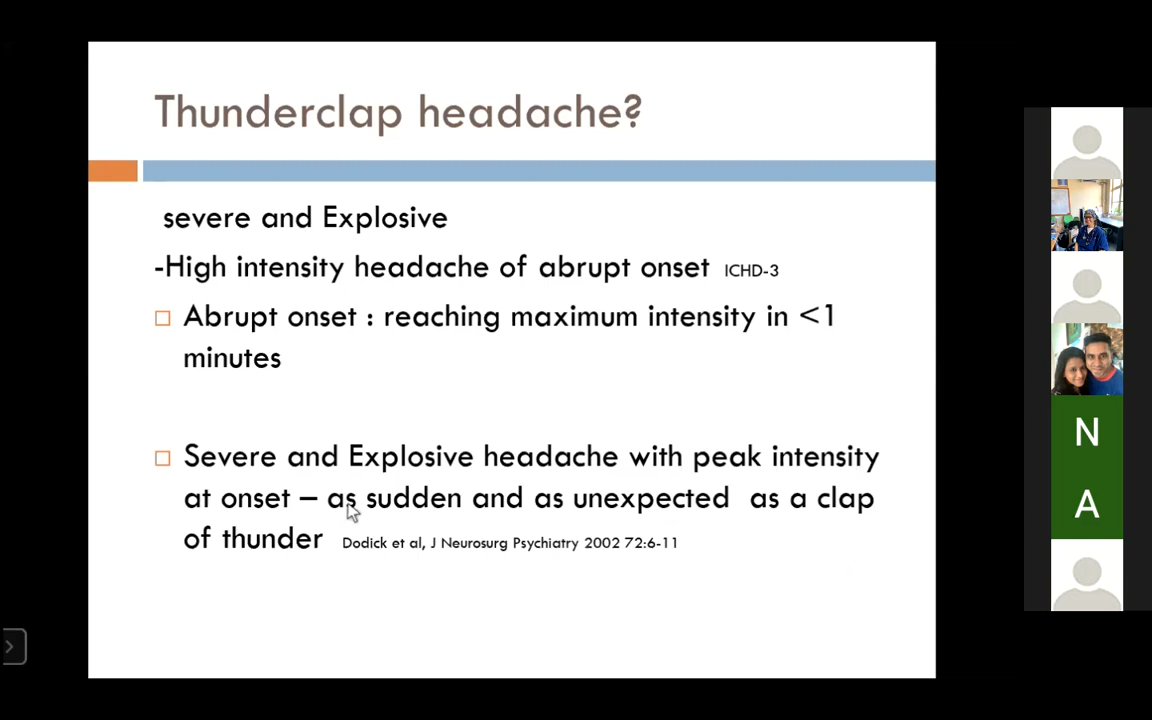 Thunderclap headache?
severe and Explosive
-High intensity headache of abrupt onset ICHD-3
Abrupt onset : reaching maximum intensity in <1
minutes
Severe and Explosive headache with peak intensity
at onset – as sudden and as unexpected as a clap
of thunder Dodick et al, J Neurosurg Psychiatry 2002 72:6-11
N
A